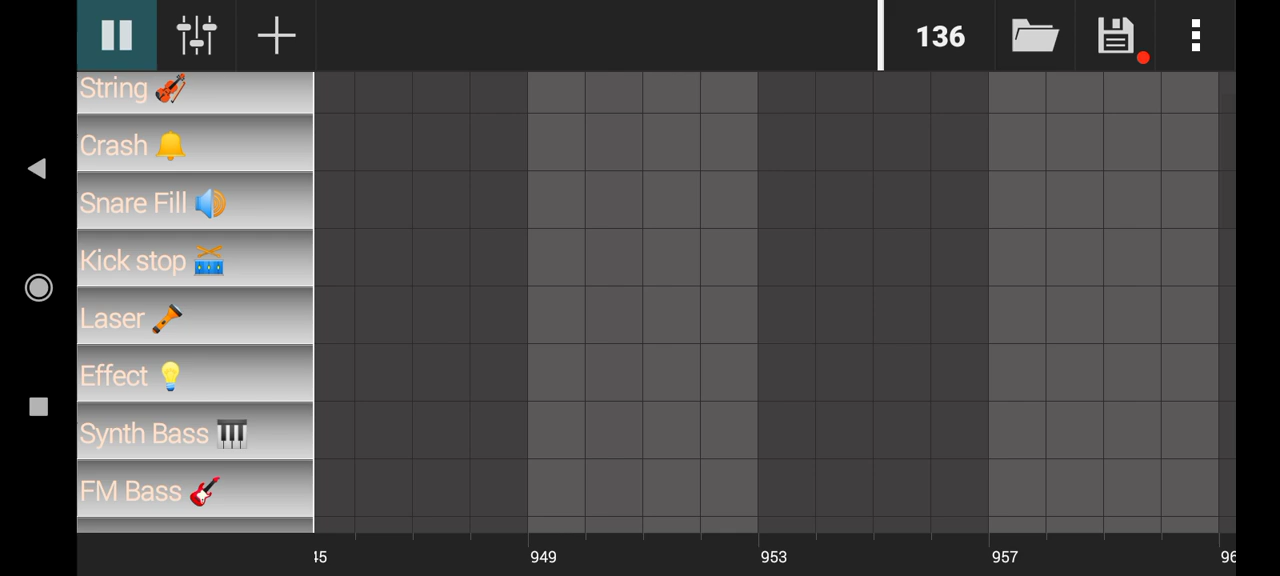 136
String 🎻
Crash 🔔
Snare Fill 🔊
Kick stop 🥁
Laser 🔦
Effect 💡
Synth Bass 🎹
FM Bass 🎸
949 953 957